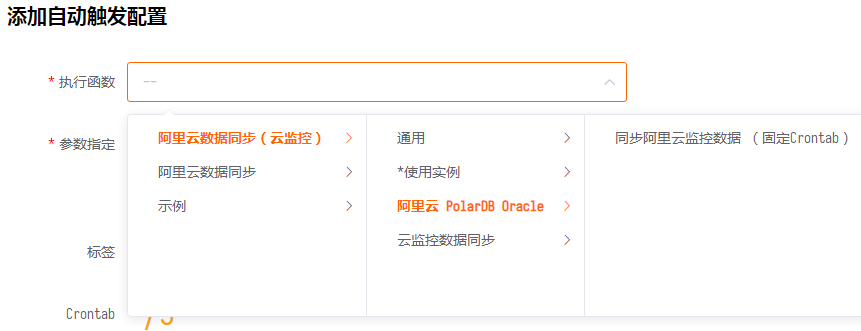 添加自动触发配置
* 执行函数
--
* 参数指定
阿里云数据同步（云监控）
阿里云数据同步
示例
通用
*使用实例
阿里云 PolarDB Oracle
云监控数据同步
同步阿里云监控数据 （固定Crontab）
标签
Crontab